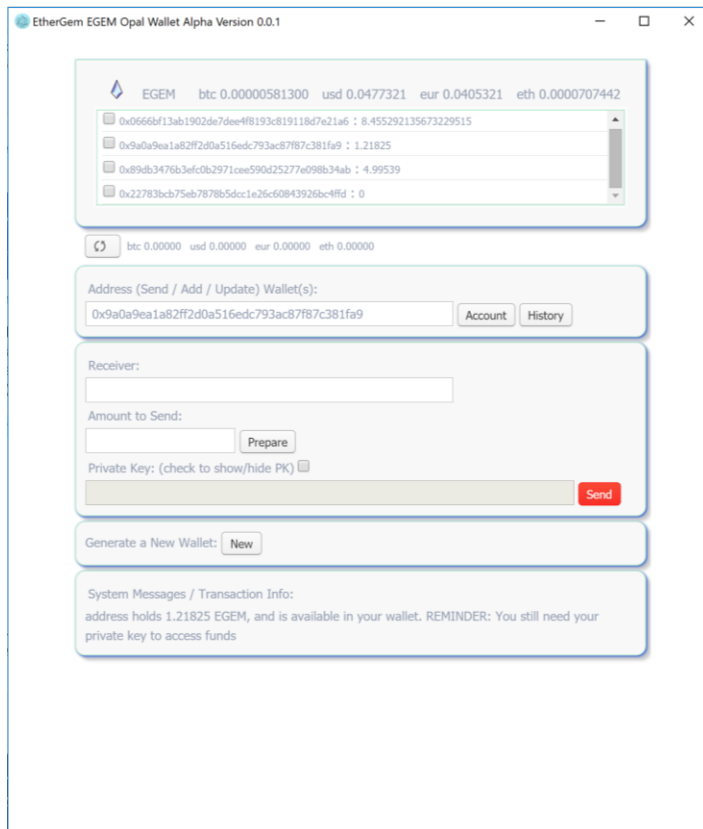 EtherGem EGEM Opal Wallet Alpha Version 0.0.1
EGEM btc 0.00000581300 usd 0.0477321 eur 0.0405321 eth 0.0000707442
0x0666bf13ab1902de7dee4f8193c819118d7e21a6 : 8.455292135673229515
0x9a0a9ea1a82ff2d0a516edc793ac87f87c381fa9 : 1.21825
0x89db3476b3efc0b2971cee590d25277e098b34ab : 4.99539
0x22783bcb75eb7878b5dcc1e26c60843926bc4ffd : 0
btc 0.00000 usd 0.00000 eur 0.00000 eth 0.00000
Address (Send / Add / Update) Wallet(s):
0x9a0a9ea1a82ff2d0a516edc793ac87f87c381fa9 Account History
Receiver:
Amount to Send:
Prepare
Private Key: (check to show/hide PK)
Send
Generate a New Wallet: New
System Messages / Transaction Info:
address holds 1.21825 EGEM, and is available in your wallet. REMINDER: You still need your
private key to access funds